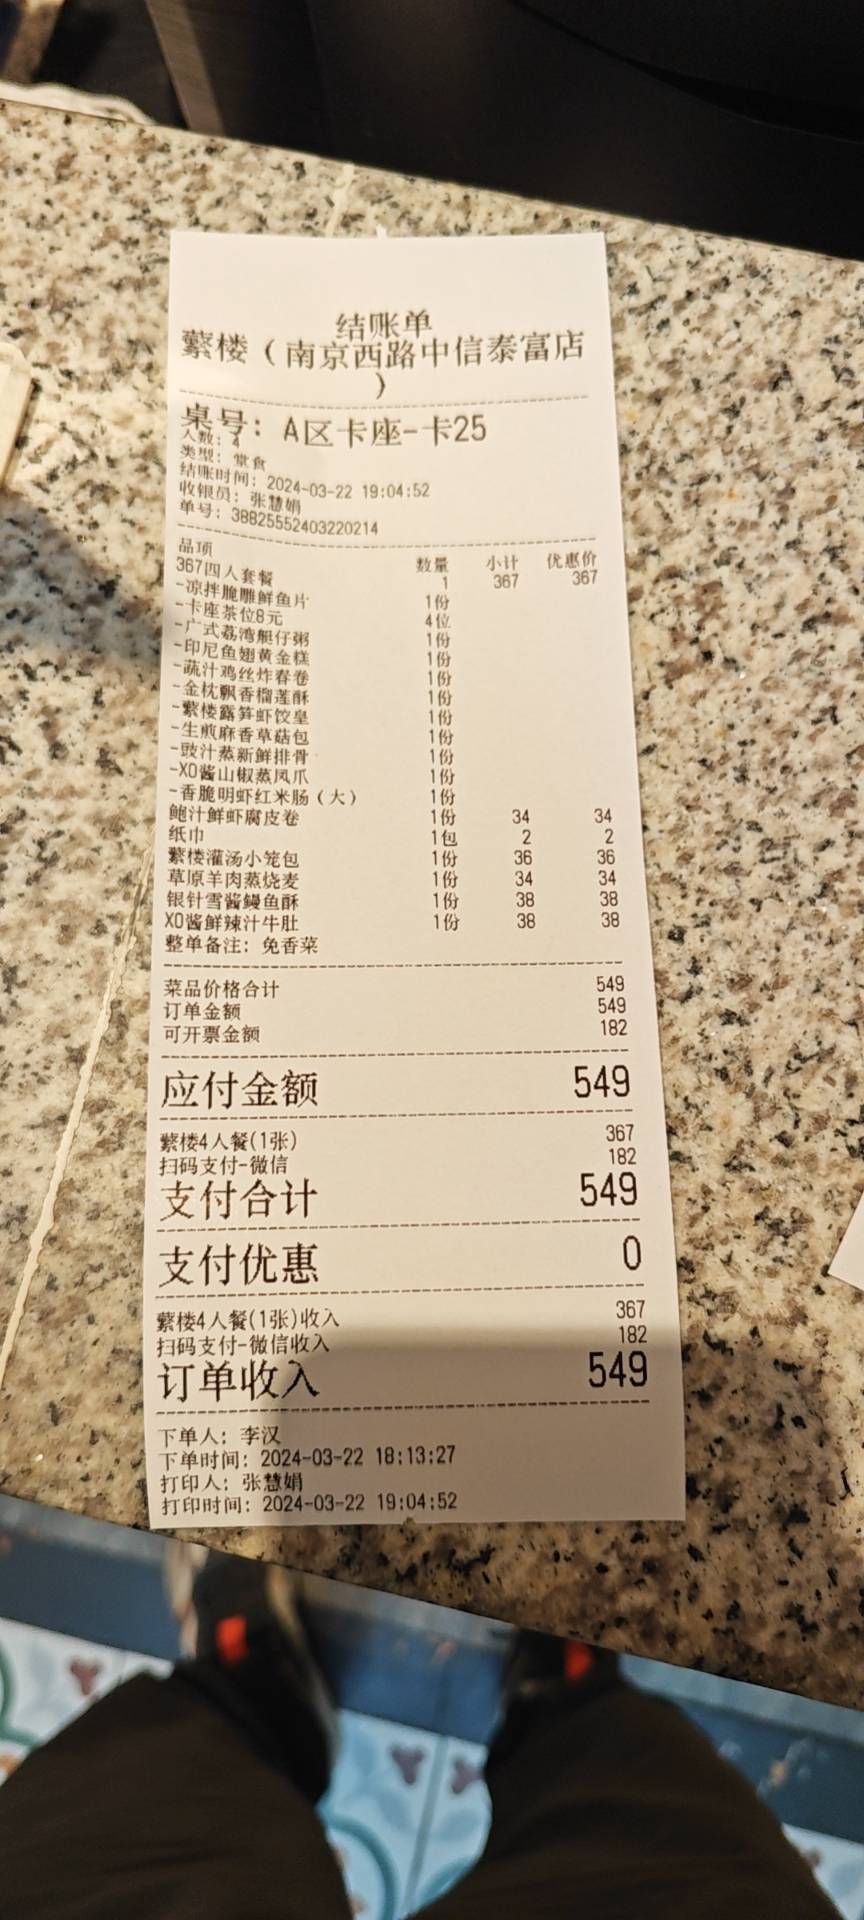 结账单
蘩楼（南京西路中信泰富店
）
桌号：A区卡座-卡25
人数：4
类型：堂食
结账时间：2024-03-22 19:04:52
收银员：张慧娟
单号：38825552403220214
品项 数量 小计 优惠价
367四人套餐 1 367 367
-凉拌脆雕鲜鱼片 1份
-卡座茶位8元 4位
-广式荔湾艇仔粥 1份
-印尼鱼翅黄金糕 1份
-蔬汁鸡丝炸春卷 1份
-金枕飘香榴莲酥 1份
-蘩楼露笋虾饺皇 1份
-生煎麻香草菇包 1份
-豉汁蒸新鲜排骨 1份
-XO酱山椒蒸凤爪 1份
-香脆明虾红米肠（大） 1份
鲍汁鲜虾腐皮卷 1份 34 34
纸巾 1包 2 2
蘩楼灌汤小笼包 1份 36 36
草原羊肉蒸烧麦 1份 34 34
银针雪酱鳗鱼酥 1份 38 38
XO酱鲜辣汁牛肚 1份 38 38
整单备注：免香菜
菜品价格合计 549
订单金额 549
可开票金额 182
应付金额 549
蘩楼4人餐(1张) 367
扫码支付-微信 182
支付合计 549
支付优惠 0
蘩楼4人餐(1张)收入 367
扫码支付-微信收入 182
订单收入 549
下单人：李汉
下单时间：2024-03-22 18:13:27
打印人：张慧娟
打印时间：2024-03-22 19:04:52